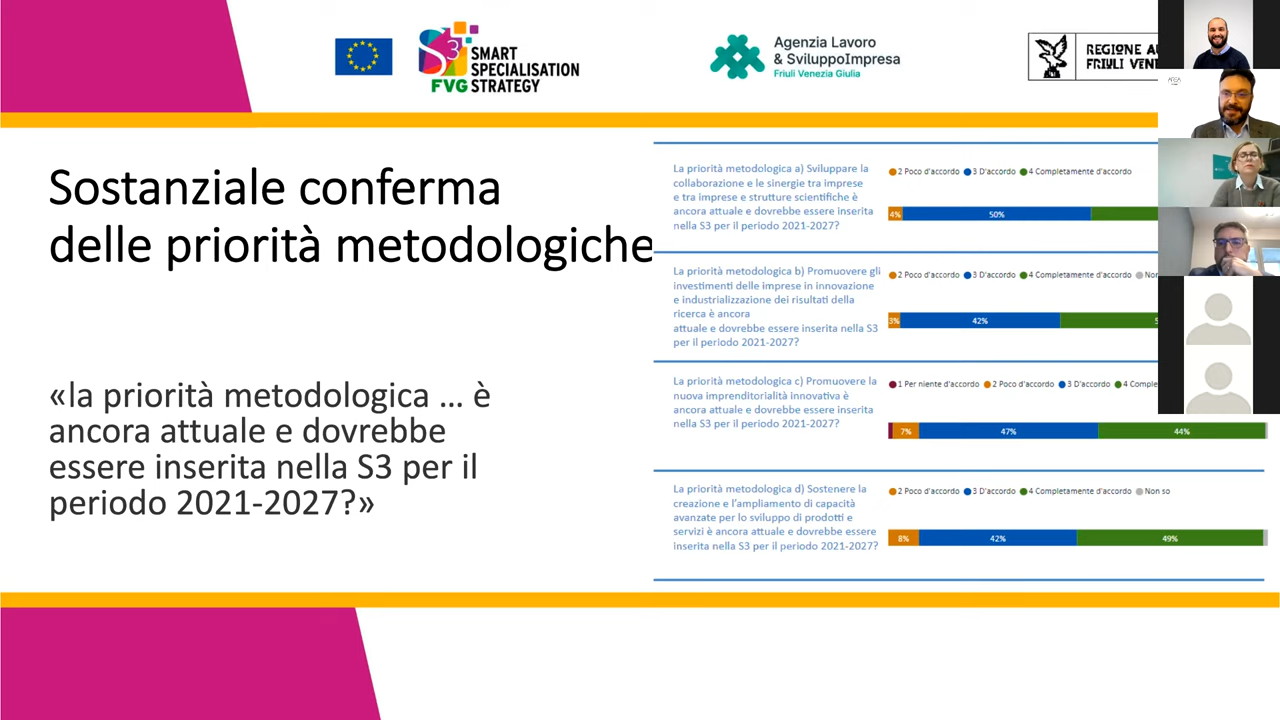 S3
FVG
SMART
SPECIALISATION
STRATEGY
Agenzia Lavoro
& SviluppoImpresa
Friuli Venezia Giulia
REGIONE
Sostanziale conferma
delle priorità metodologiche
«la priorità metodologica ... è
ancora attuale e dovrebbe
essere inserita nella S3 per il
periodo 2021-2027?»
La priorità metodologica a) Sviluppare la
collaborazione e le sinergie tra imprese
e tra imprese e strutture scientifiche è
ancora attuale e dovrebbe essere inserita
nella S3 per il periodo 2021-2027?
2 Poco d'accordo 3 D'accordo 4 Completamente d'accordo
4% 50%
La priorità metodologica b) Promuovere gli
investimenti delle imprese in innovazione
e industrializzazione dei risultati della
ricerca è ancora
attuale e dovrebbe essere inserita nella S3
per il periodo 2021-2027?
2 Poco d'accordo 3 D'accordo 4 Completamente d'accordo Non
3% 42%
La priorità metodologica c) Promuovere la
nuova imprenditorialità innovativa è
ancora attuale e dovrebbe essere inserita
nella S3 per il periodo 2021-2027?
1 Per niente d'accordo 2 Poco d'accordo 3 D'accordo 4 Comple
7% 47% 44%
La priorità metodologica d) Sostenere la
creazione e l'ampliamento di capacità
avanzate per lo sviluppo di prodotti e
servizi è ancora attuale e dovrebbe essere
inserita nella S3 per il periodo 2021-2027?
2 Poco d'accordo 3 D'accordo 4 Completamente d'accordo Non so
8% 42% 49%